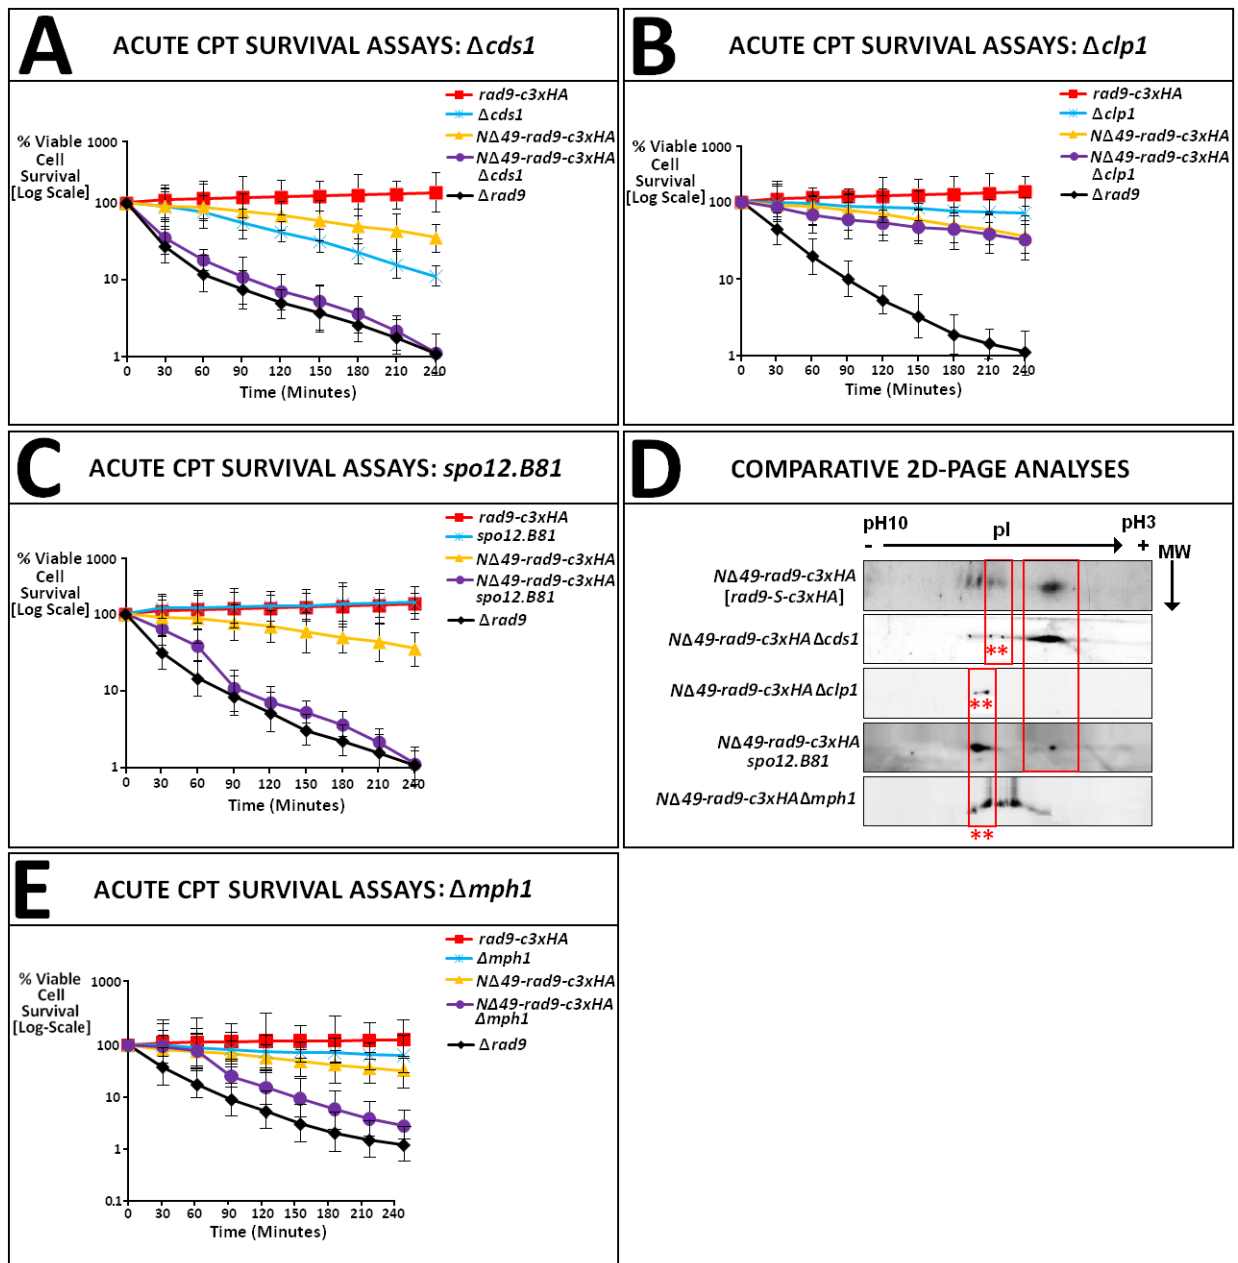 A
ACUTE CPT SURVIVAL ASSAYS: Δcds1
% Viable
Cell
Survival
[Log Scale]
1000
100
10
1
0 30 60 90 120 150 180 210 240
Time (Minutes)
rad9-c3xHA
Δcds1
NΔ49-rad9-c3xHA
NΔ49-rad9-c3xHA
Δcds1
Δrad9
B
ACUTE CPT SURVIVAL ASSAYS: Δclp1
% Viable
Cell
Survival
[Log Scale]
1000
100
10
1
0 30 60 90 120 150 180 210 240
Time (Minutes)
rad9-c3xHA
Δclp1
NΔ49-rad9-c3xHA
NΔ49-rad9-c3xHA
Δclp1
Δrad9
C
ACUTE CPT SURVIVAL ASSAYS: spo12.B81
% Viable
Cell
Survival
[Log Scale]
1000
100
10
1
0 30 60 90 120 150 180 210 240
Time (Minutes)
rad9-c3xHA
spo12.B81
NΔ49-rad9-c3xHA
NΔ49-rad9-c3xHA
spo12.B81
Δrad9
D
COMPARATIVE 2D-PAGE ANALYSES
pH10 pI pH3
- + MW
NΔ49-rad9-c3xHA
[rad9-S-c3xHA]
NΔ49-rad9-c3xHAΔcds1
**
NΔ49-rad9-c3xHAΔclp1
**
NΔ49-rad9-c3xHA
spo12.B81
NΔ49-rad9-c3xHAΔmph1
**
E
ACUTE CPT SURVIVAL ASSAYS: Δmph1
% Viable
Cell
Survival
[Log-Scale]
1000
100
10
1
0.1
0 30 60 90 120 150 180 210 240
Time (Minutes)
rad9-c3xHA
Δmph1
NΔ49-rad9-c3xHA
NΔ49-rad9-c3xHA
Δmph1
Δrad9